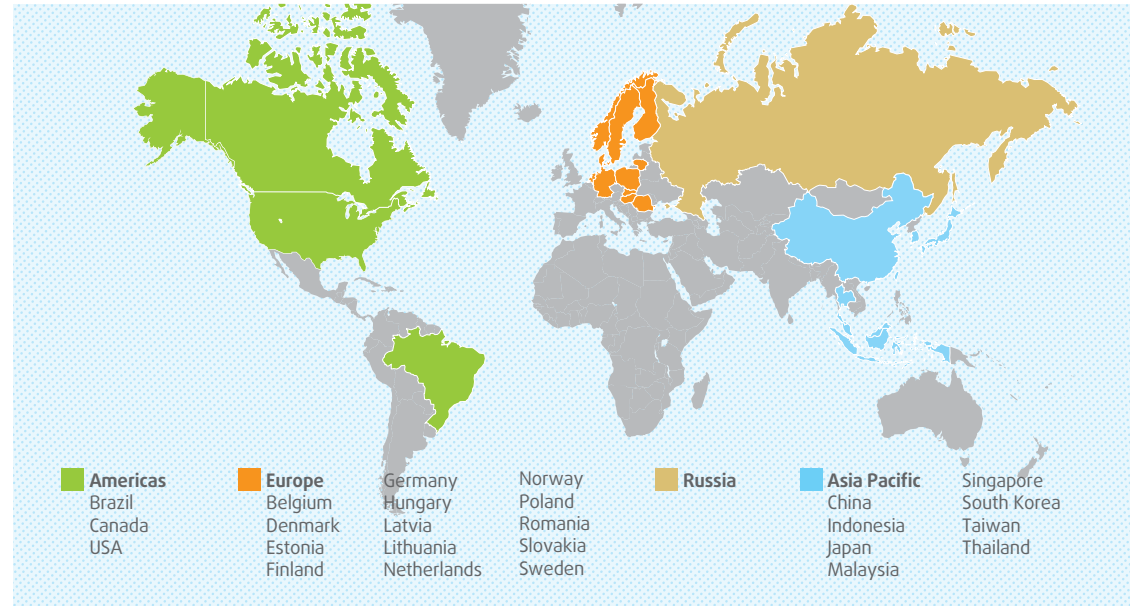 Americas
Brazil
Canada
USA
Europe
Belgium
Denmark
Estonia
Finland
Germany
Hungary
Latvia
Lithuania
Netherlands
Norway
Poland
Romania
Slovakia
Sweden
Russia
Asia Pacific
China
Indonesia
Japan
Malaysia
Singapore
South Korea
Taiwan
Thailand